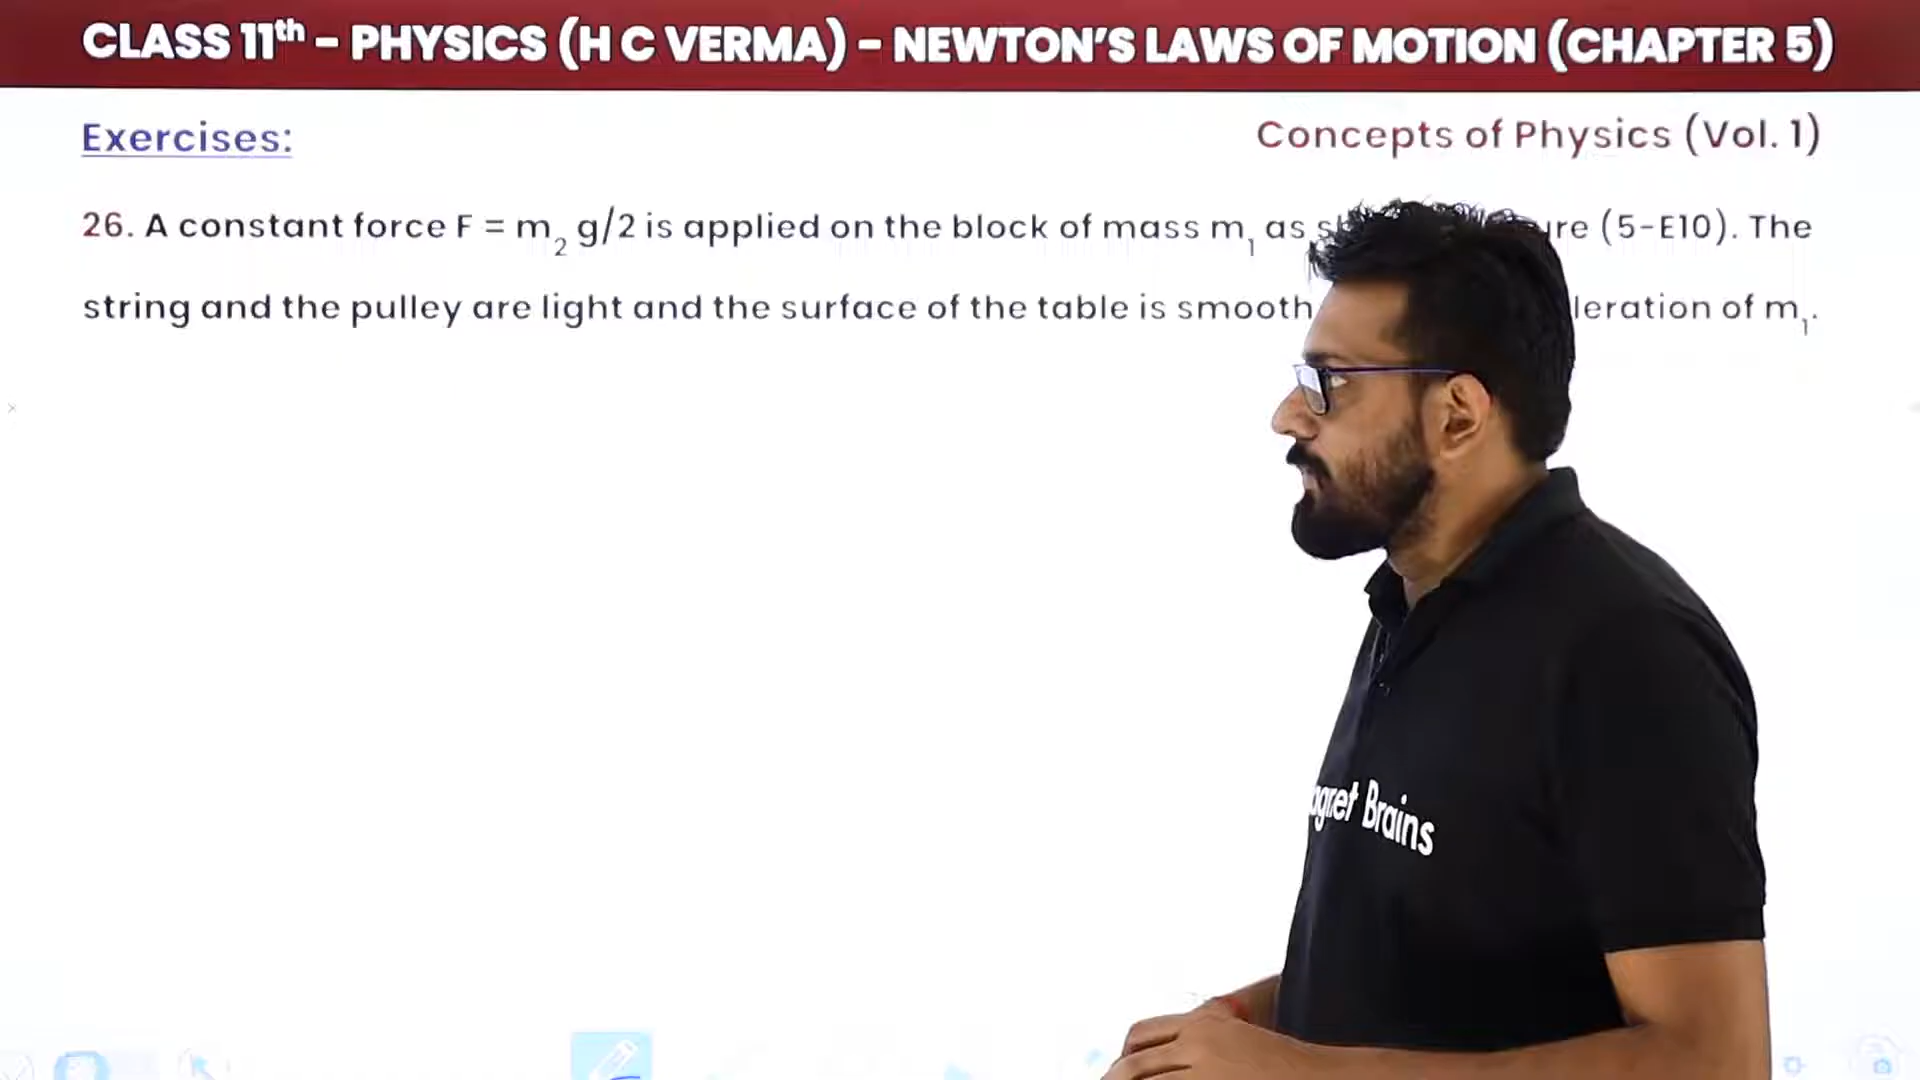 CLASS 11th – PHYSICS (H C VERMA) – NEWTON'S LAWS OF MOTION (CHAPTER 5)
Exercises:
Concepts of Physics (Vol. 1)
26. A constant force F = m2 g/2 is applied on the block of mass m1 as (5-E10). The
string and the pulley are light and the surface of the table is smooth of m1.
Brains